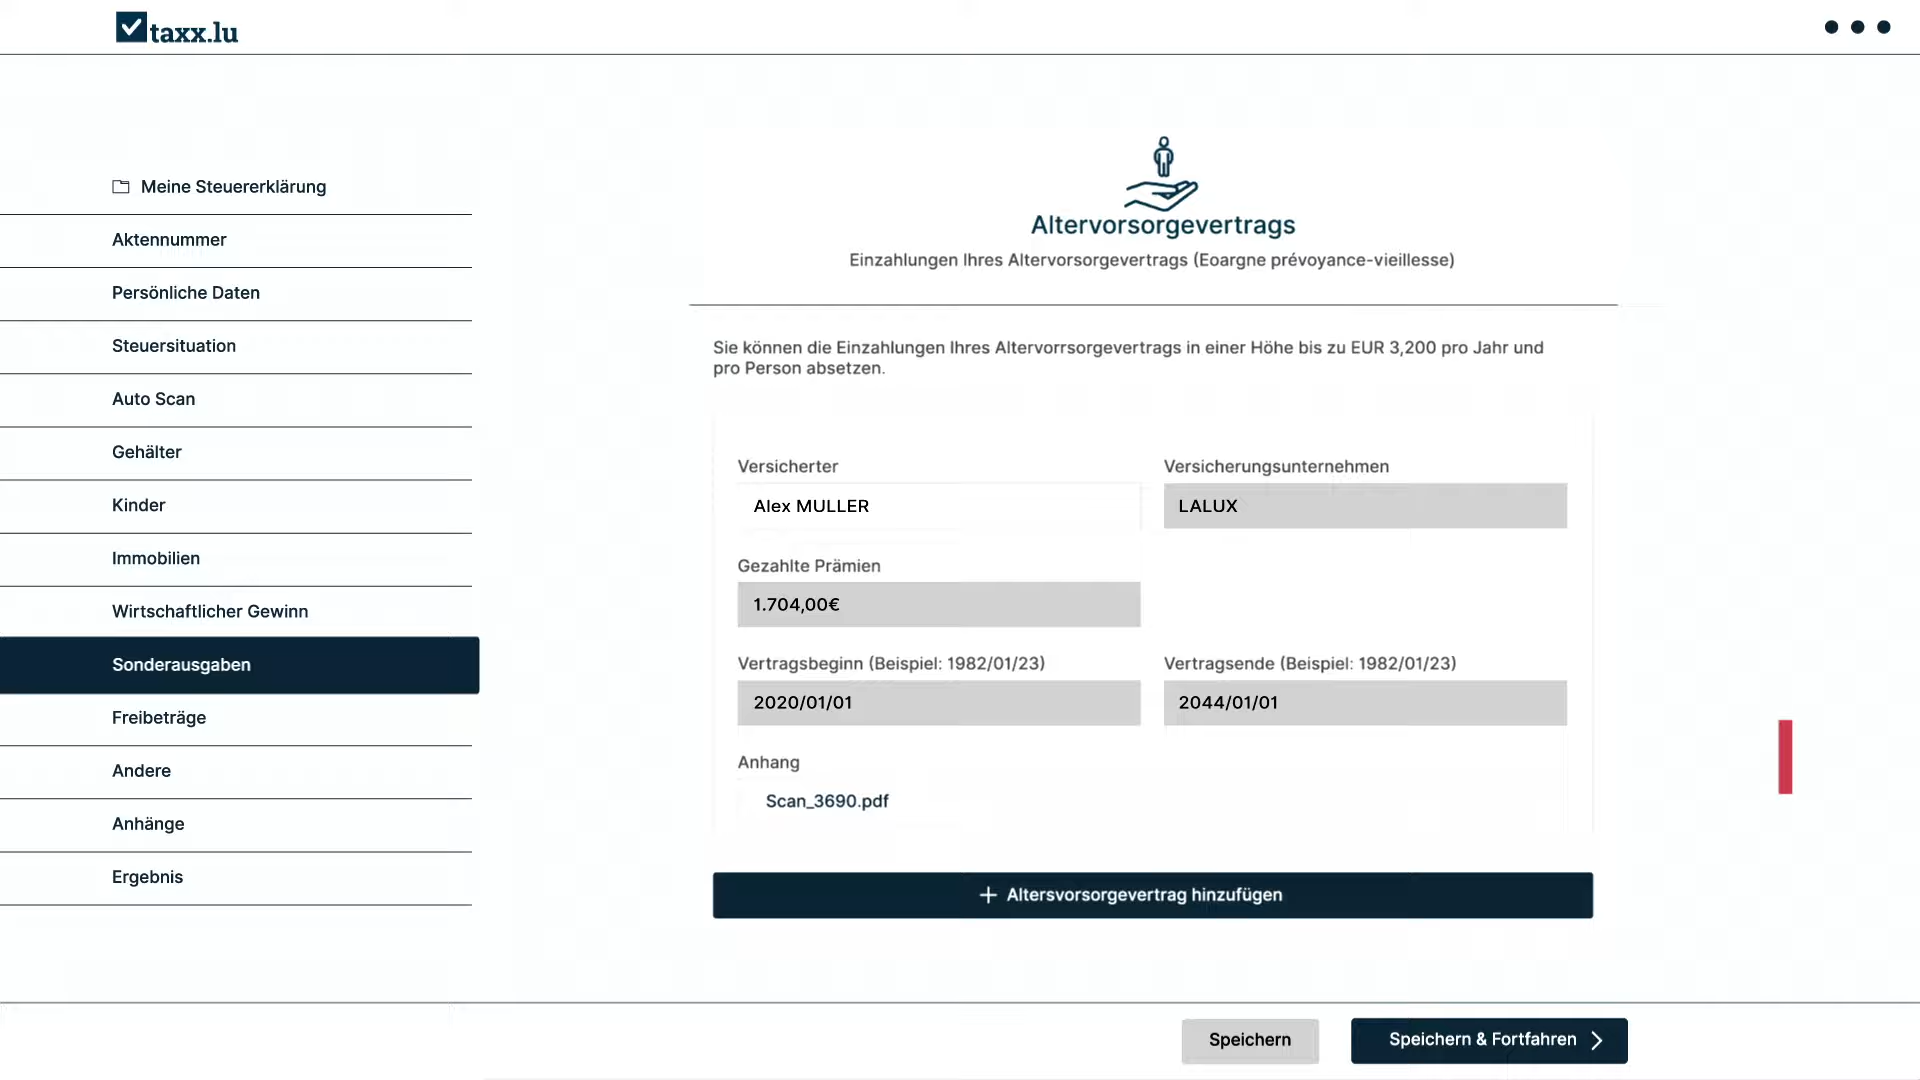 taxx.lu
Meine Steuererklärung
Aktennummer
Persönliche Daten
Steuersituation
Auto Scan
Gehälter
Kinder
Immobilien
Wirtschaftlicher Gewinn
Sonderausgaben
Freibeträge
Andere
Anhänge
Ergebnis
Altervorsorgevertrags
Einzahlungen Ihres Altervorsorgevertrags (Eoargne prévoyance-vieillesse)
Sie können die Einzahlungen Ihres Altervorrsorgevertrags in einer Höhe bis zu EUR 3,200 pro Jahr und
pro Person absetzen.
Versicherter
Alex MULLER
Versicherungsunternehmen
LALUX
Gezahlte Prämien
1.704,00€
Vertragsbeginn (Beispiel: 1982/01/23)
2020/01/01
Vertragsende (Beispiel: 1982/01/23)
2044/01/01
Anhang
Scan_3690.pdf
+ Altersvorsorgevertrag hinzufügen
Speichern
Speichern & Fortfahren